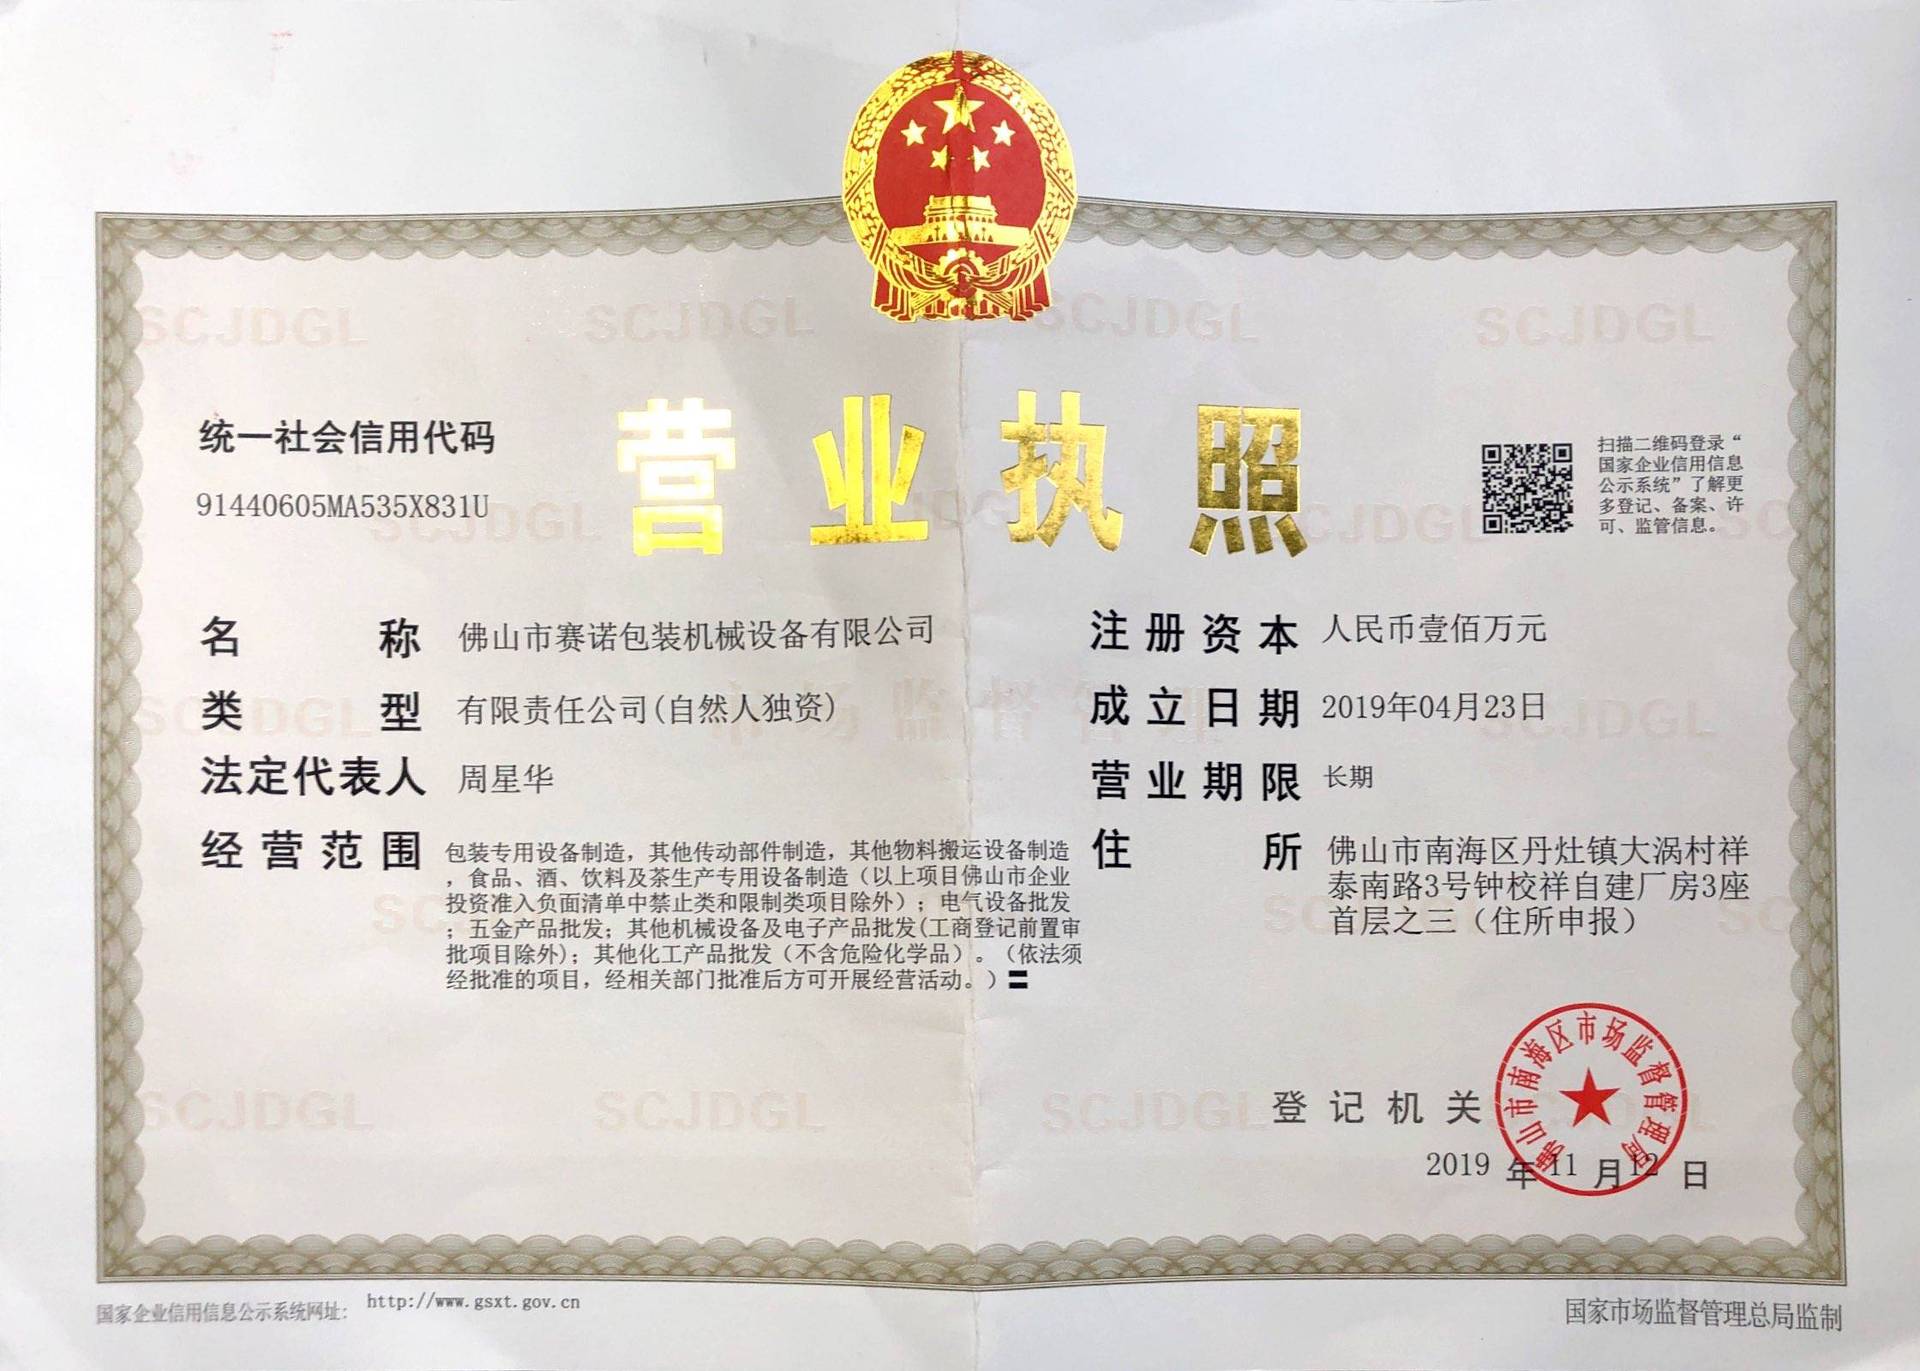 营业执照
统一社会信用代码
91440605MA535X831U
扫描二维码登录“
国家企业信用信息
公示系统”了解更
多登记、备案、许
可、监管信息。
名称 佛山市赛诺包装机械设备有限公司
类型 有限责任公司(自然人独资)
法定代表人 周星华
经营范围 包装专用设备制造，其他传动部件制造，其他物料搬运设备制造
，食品、酒、饮料及茶生产专用设备制造（以上项目佛山市企业
投资准入负面清单中禁止类和限制类项目除外）；电气设备批发
；五金产品批发；其他机械设备及电子产品批发(工商登记前置审
批项目除外)；其他化工产品批发（不含危险化学品）。（依法须
经批准的项目，经相关部门批准后方可开展经营活动。）〓
注册资本 人民币壹佰万元
成立日期 2019年04月23日
营业期限 长期
住所 佛山市南海区丹灶镇大涡村祥
泰南路3号钟校祥自建厂房3座
首层之三（住所申报）
登记机关
佛山市南海区市场监督管理局
2019 年 11 月 12 日
国家企业信用信息公示系统网址: http://www.gsxt.gov.cn
国家市场监督管理总局监制
SCJDGL SCJDGL SCJDGL SCJDGL
SCJDGL SCJDGL
SCJDGL 市场监督管理 SCJDGL
SCJDGL SCJDGL SCJDGL